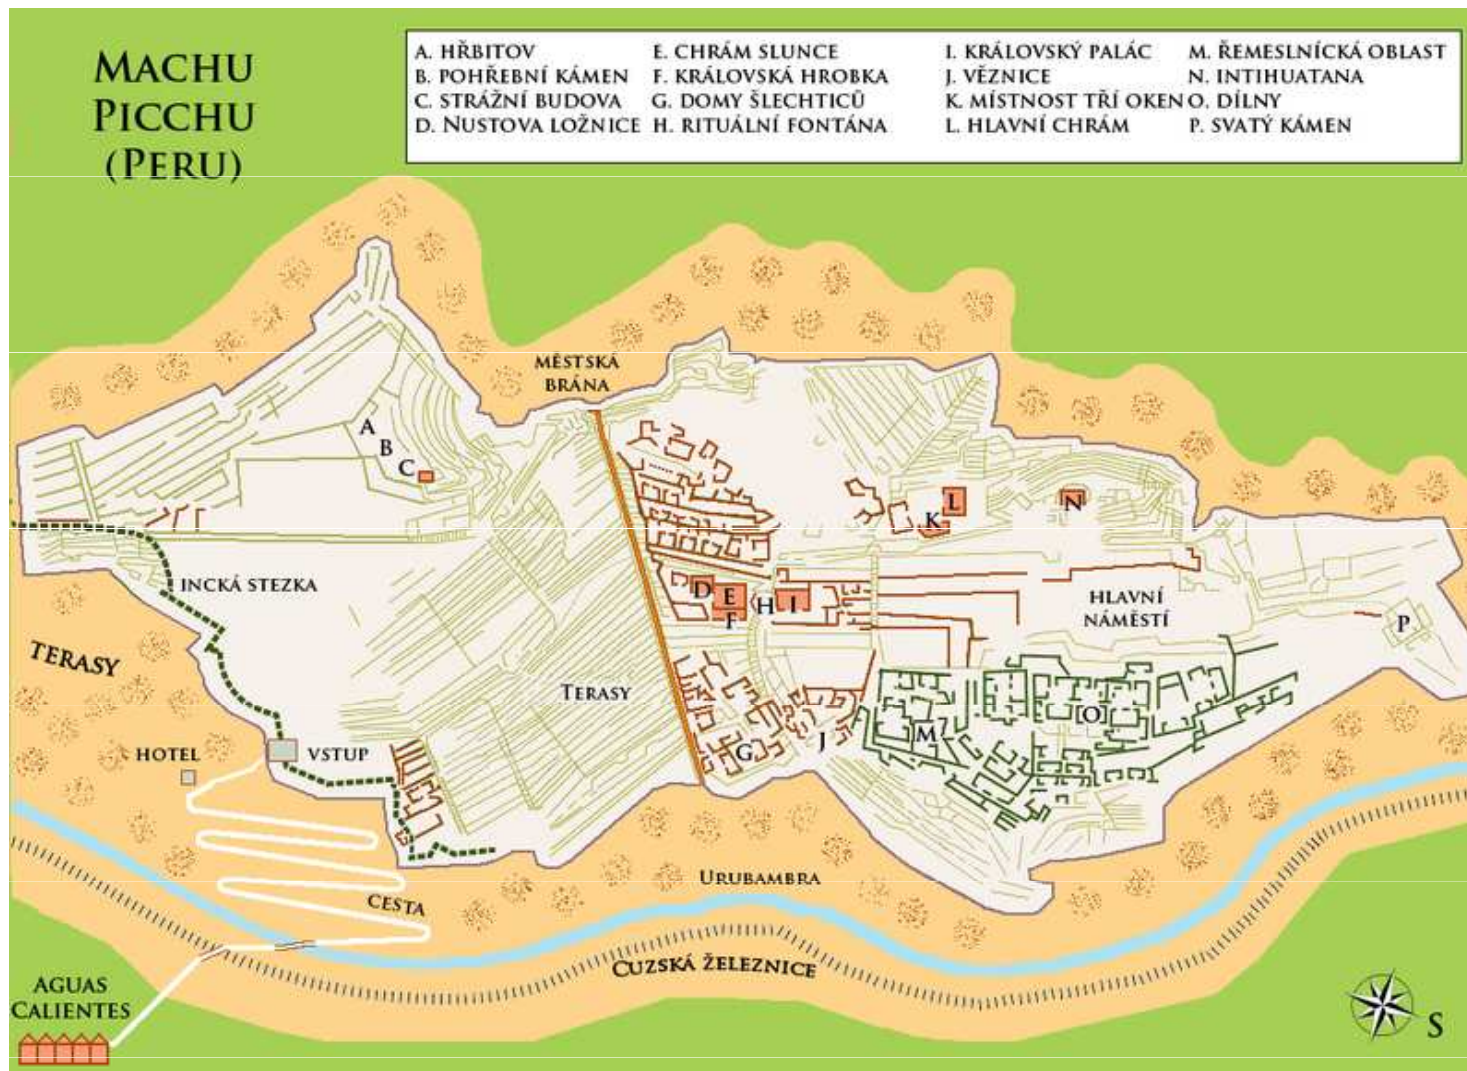 MACHU
PICCHU
(PERU)
A. HŘBITOV
B. POHŘEBNÍ KÁMEN
C. STRÁŽNÍ BUDOVA
D. NUSTOVA LOŽNICE
E. CHRÁM SLUNCE
F. KRÁLOVSKÁ HROBKA
G. DOMY ŠLECHTICŮ
H. RITUÁLNÍ FONTÁNA
I. KRÁLOVSKÝ PALÁC
J. VĚZNICE
K. MÍSTNOST TŘÍ OKEN
L. HLAVNÍ CHRÁM
M. ŘEMESLNÍCKÁ OBLAST
N. INTIHUATANA
O. DÍLNY
P. SVATÝ KÁMEN
MĚSTSKÁ
BRÁNA
A
B
C
L
K
N
INCKÁ STEZKA
D
E
F
H
I
HLAVNÍ
NÁMĚSTÍ
P
TERASY
TERASY
O
M
G
J
HOTEL
VSTUP
URUBAMBRA
CESTA
CUZSKÁ ŽELEZNICE
AGUAS
CALIENTES
S